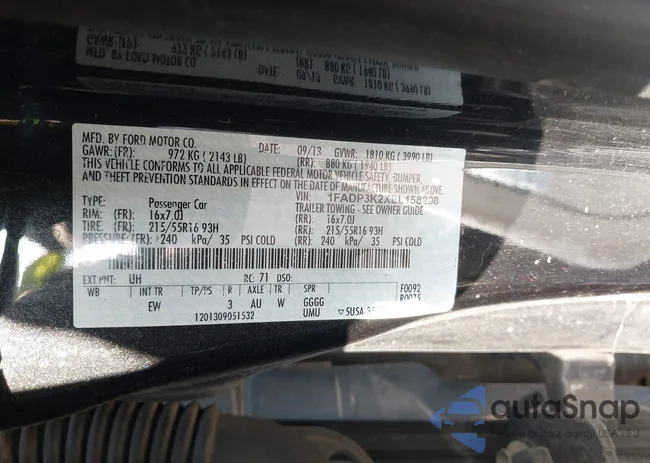 MFD. BY FORD MOTOR CO. DATE: 09/13 GVWR: 1810 KG ( 3990 LB)
GAWR: (FR): 972 KG ( 2143 LB) (RR): 880 KG ( 1940 LB)
THIS VEHICLE CONFORMS TO ALL APPLICABLE FEDERAL MOTOR VEHICLE SAFETY, BUMPER,
AND THEFT PREVENTION STANDARDS IN EFFECT ON THE DATE OF MANUFACTURE SHOWN ABOVE.
VIN: 1FADP3K2XEL158208
TYPE: Passenger Car TRAILER TOWING - SEE OWNER GUIDE
RIM: (FR) 16x7.0J (RR): 16x7.0J
TIRE: (FR): 215/55R16 93H (RR): 215/55R16 93H
PRESSURE: (FR): 240 kPa/ 35 PSI COLD (RR): 240 kPa/ 35 PSI COLD
EXT PNT: UH RC: 71 DSO: F0092
WB INT TR TP/PS R AXLE TR SPR R0075
EW 3 AU W GGGG
1201309051532 UMU
autoSnap